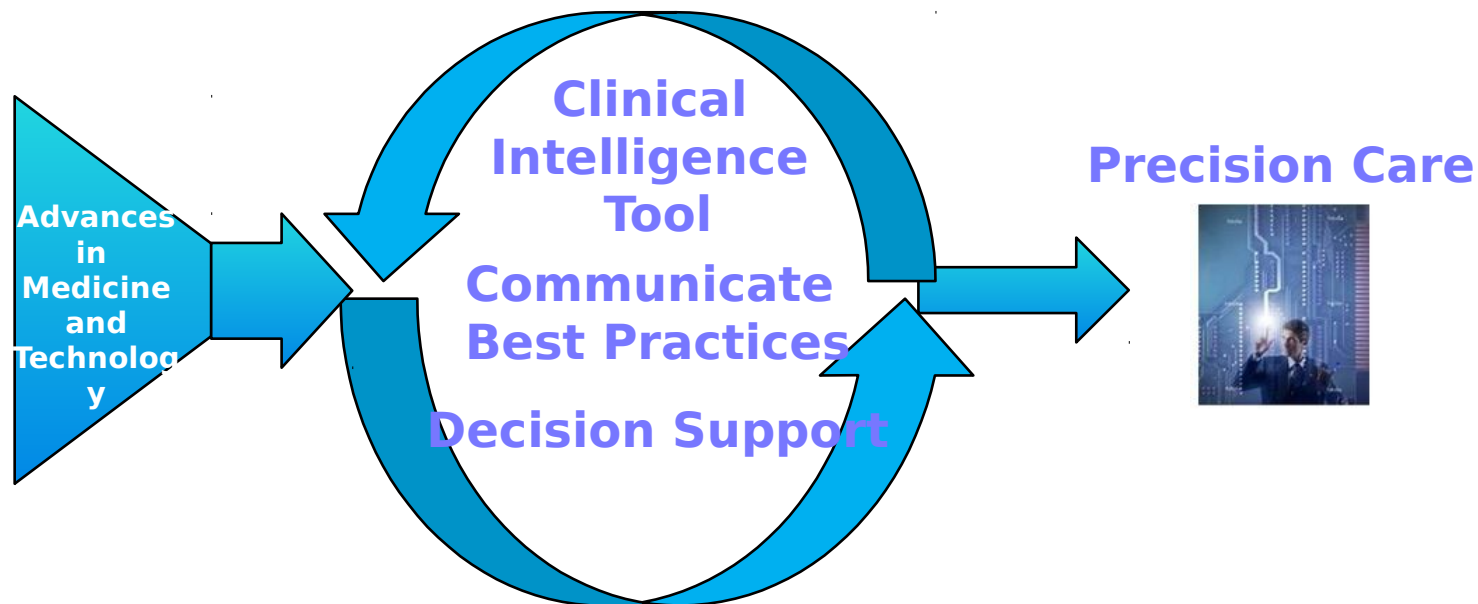 Advances
in
Medicine
and
Technolog
y
Clinical
Intelligence
Tool
Communicate
Best Practices
Decision Support
Precision Care